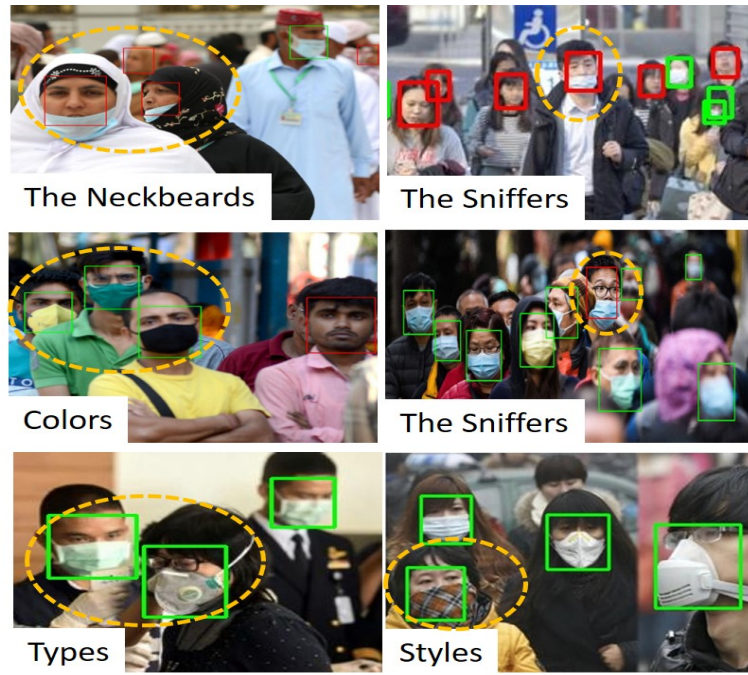 The Neckbeards
The Sniffers
Colors
The Sniffers
Types
Styles